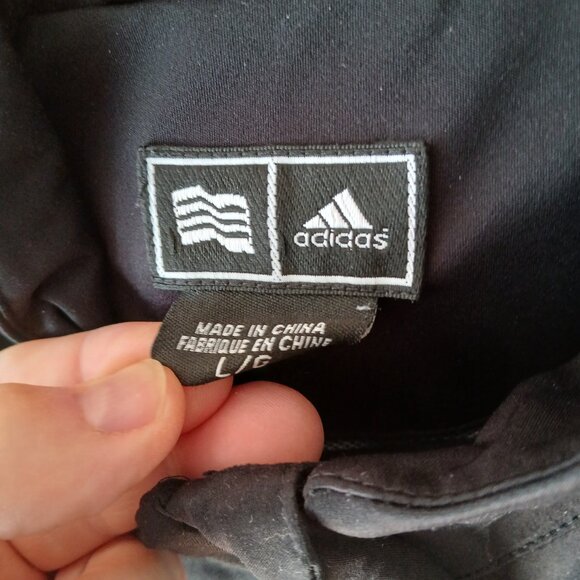 adidas
MADE IN CHINA
FABRIQUE EN CHINE
L/G